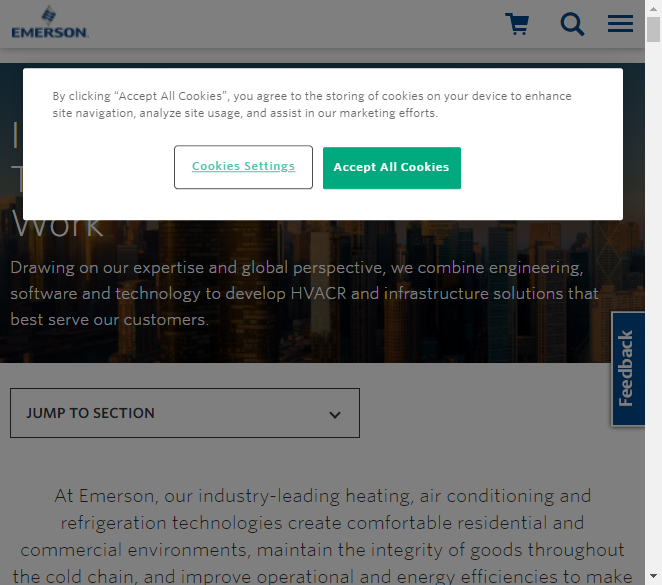 EMERSON
By clicking “Accept All Cookies”, you agree to the storing of cookies on your device to enhance
site navigation, analyze site usage, and assist in our marketing efforts.
Cookies Settings
Accept All Cookies
Work
Drawing on our expertise and global perspective, we combine engineering,
software and technology to develop HVACR and infrastructure solutions that
best serve our customers.
Feedback
JUMP TO SECTION
At Emerson, our industry-leading heating, air conditioning and
refrigeration technologies create comfortable residential and
commercial environments, maintain the integrity of goods throughout
the cold chain, and improve operational and energy efficiencies to make